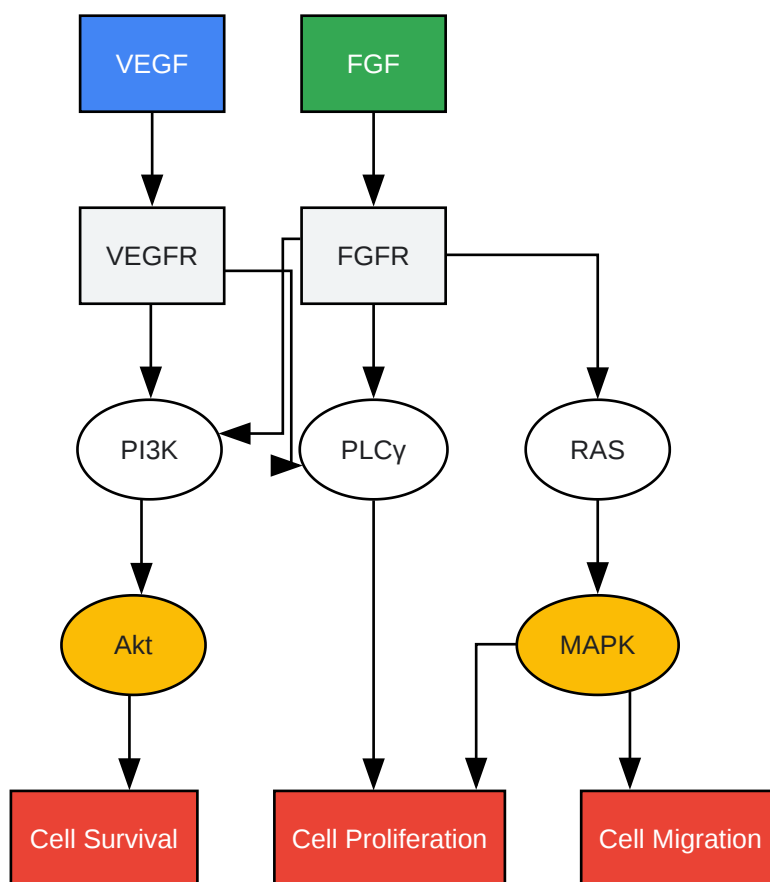 VEGF
FGF
VEGFR
FGFR
PI3K
PLCγ
RAS
Akt
MAPK
Cell Survival
Cell Proliferation
Cell Migration